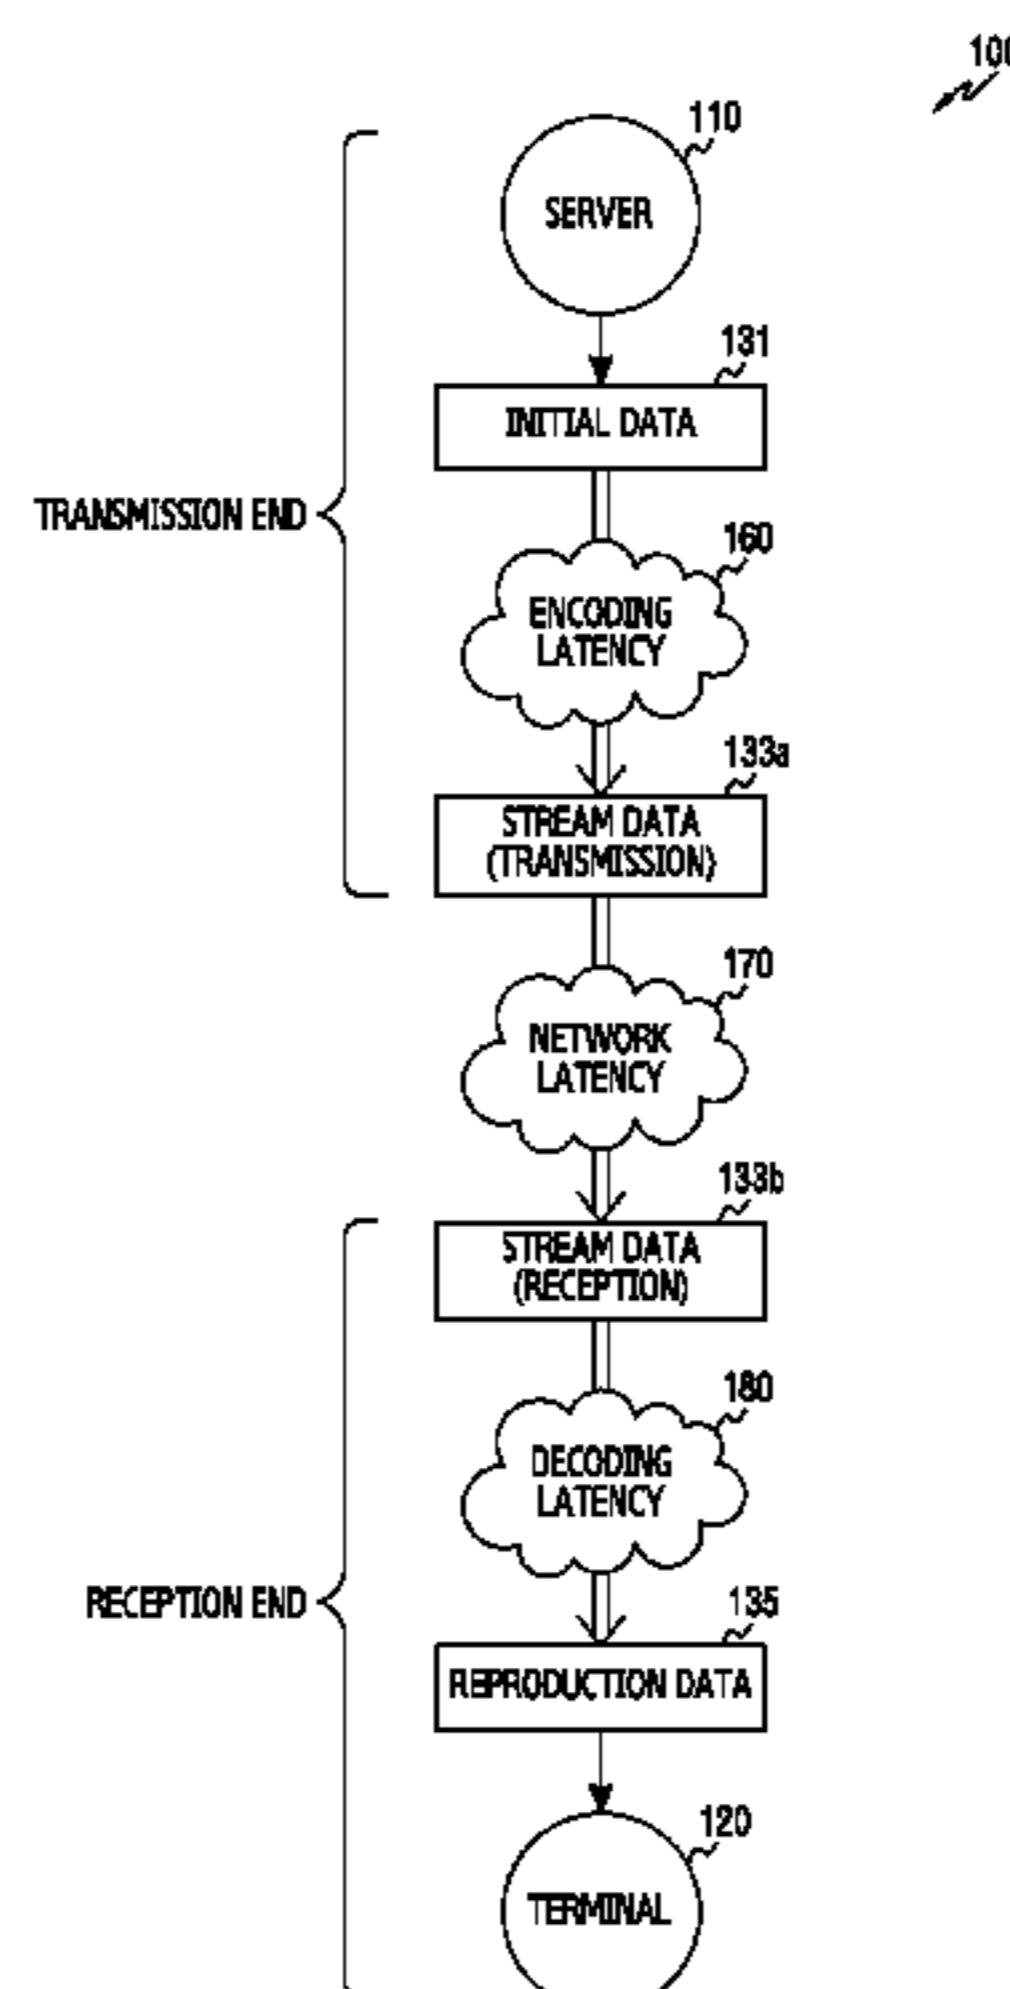 100
110
SERVER
131
INITIAL DATA
TRANSMISSION END
160
ENCODING
LATENCY
133a
STREAM DATA
(TRANSMISSION)
170
NETWORK
LATENCY
133b
STREAM DATA
(RECEPTION)
180
DECODING
LATENCY
RECEPTION END
135
REPRODUCTION DATA
120
TERMINAL